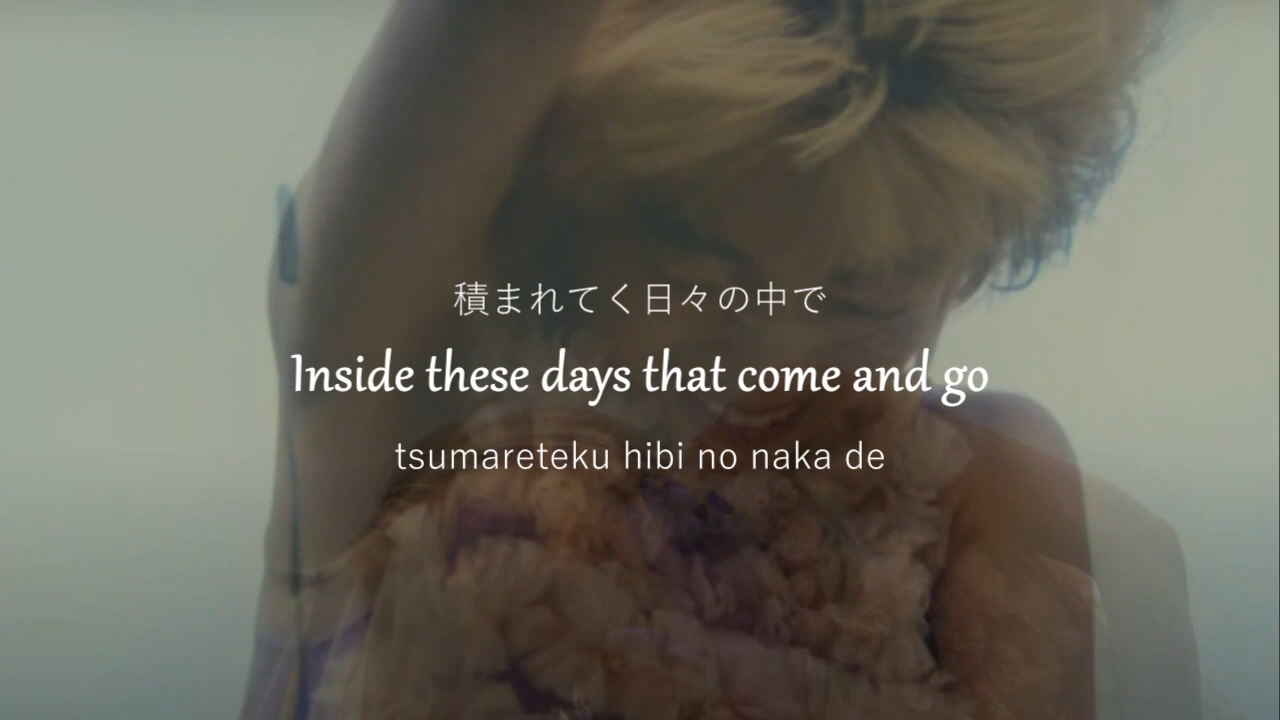 積まれてく日々の中で
Inside these days that come and go
tsumareteku hibi no naka de